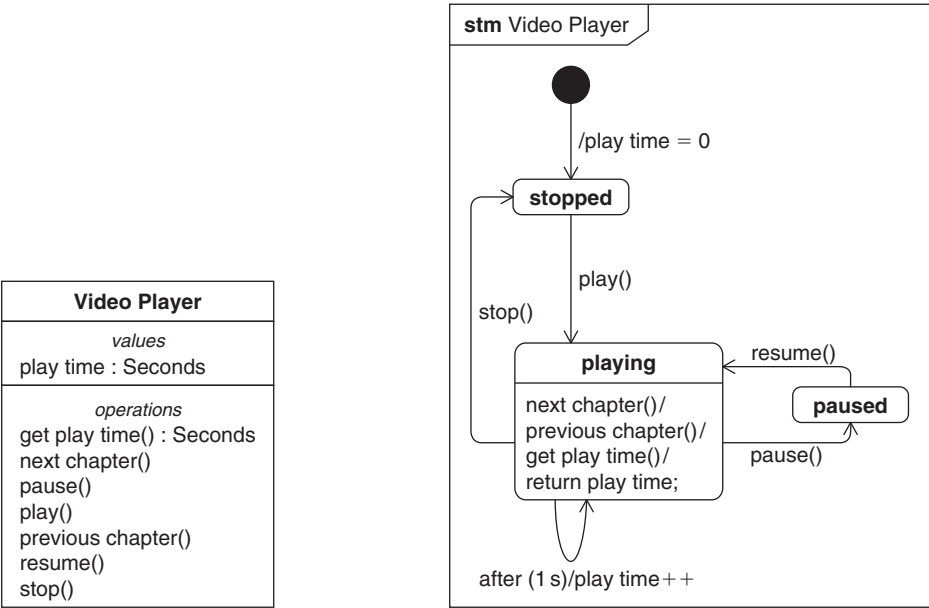 Video Player
values
play time : Seconds
operations
get play time() : Seconds
next chapter()
pause()
play()
previous chapter()
resume()
stop()
stm Video Player
/play time = 0
stopped
play()
stop()
playing
next chapter()/
previous chapter()/
get play time()/
return play time;
resume()
paused
pause()
after (1 s)/play time++